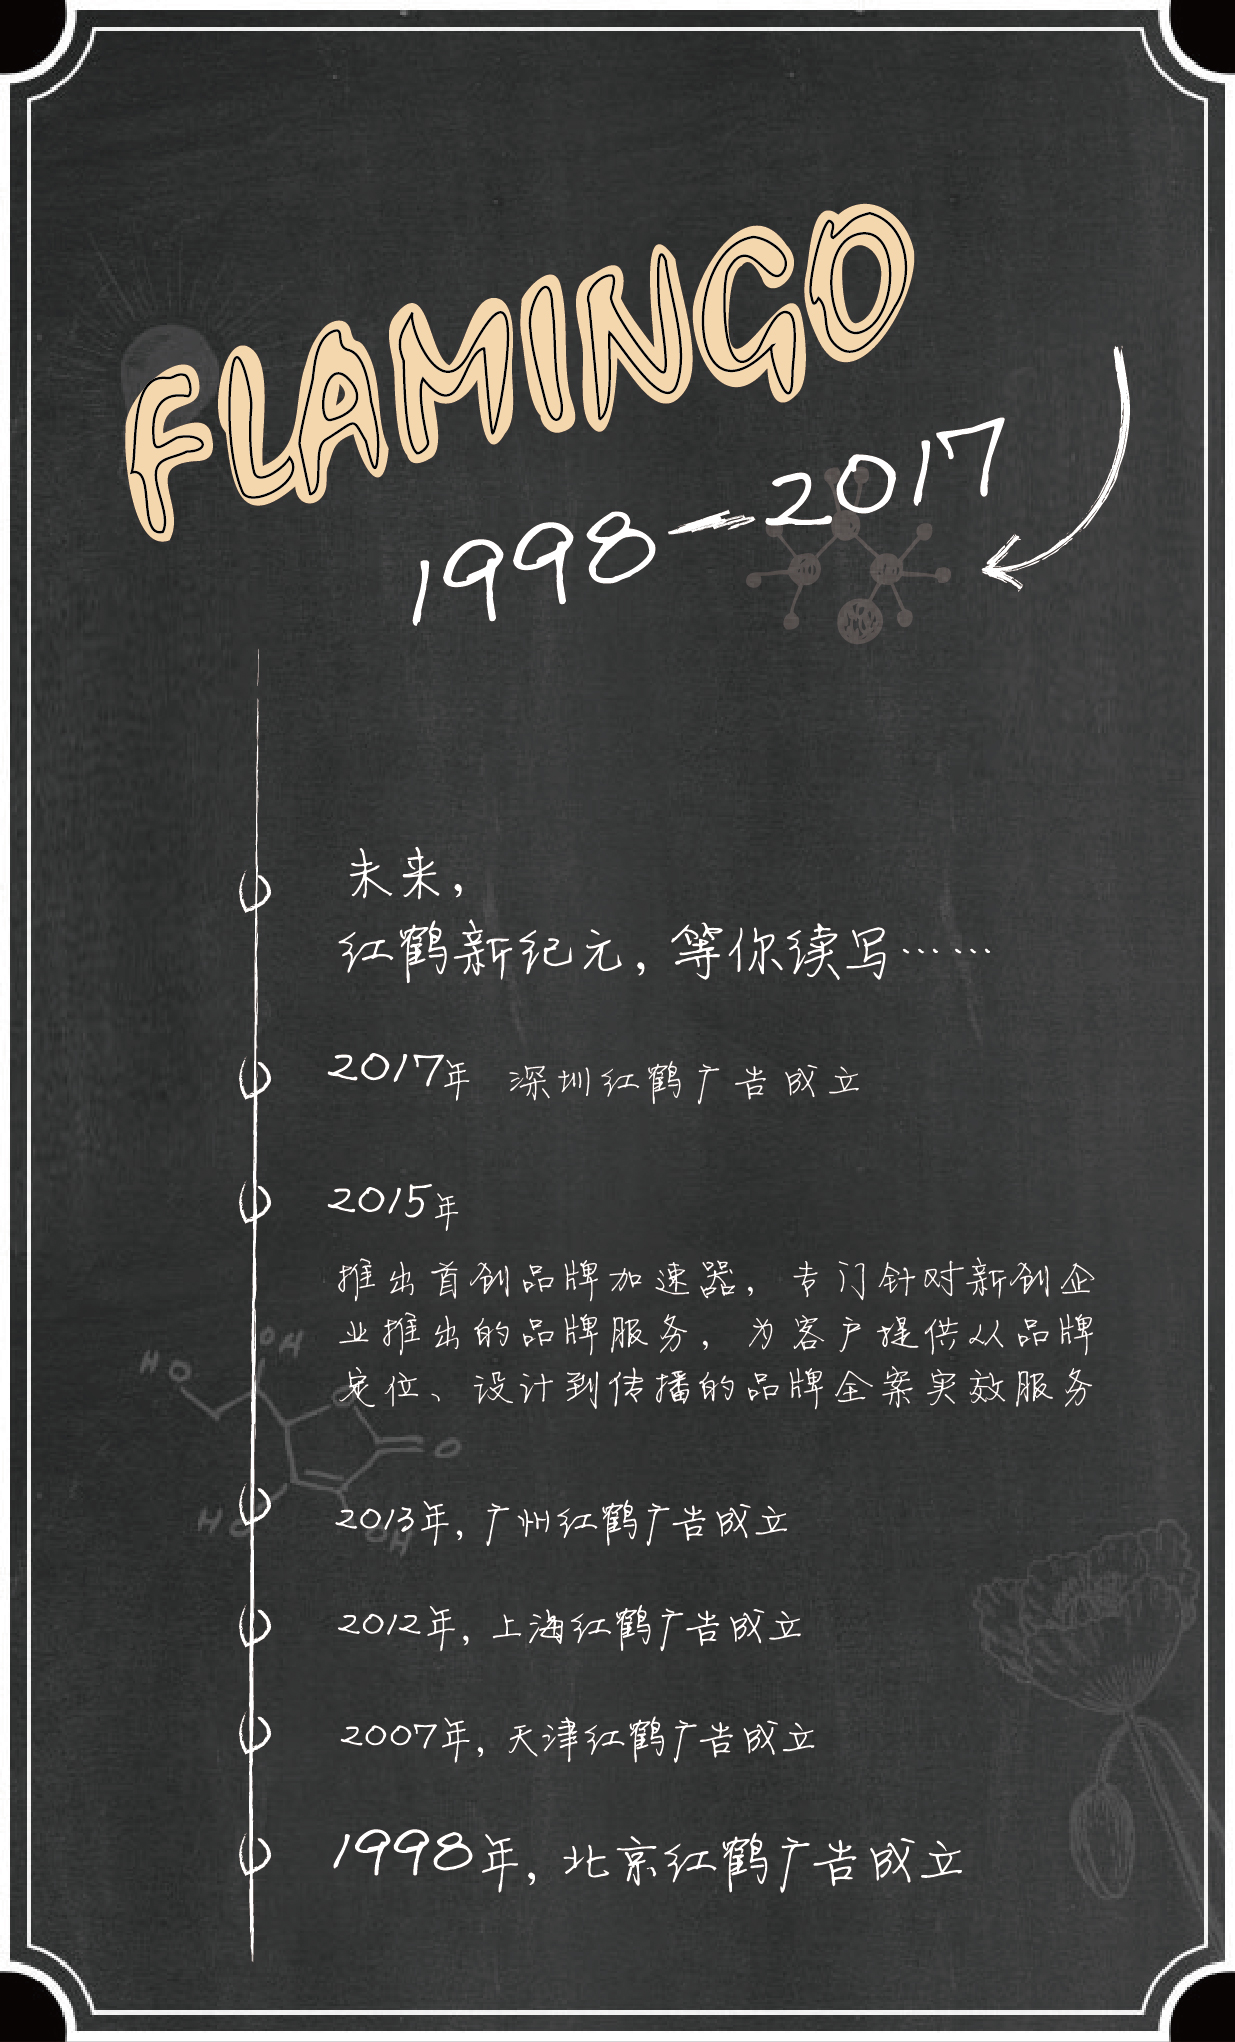 FLAMINGO
1998—2017
未来，
红鹤新纪元，等你续写……
2017年 深圳红鹤广告成立
2015年
推出首创品牌加速器，专门针对新创企
业推出的品牌服务，为客户提供从品牌
定位、设计到传播的品牌全案实效服务
HO
OH
O
HO
OH
2013年，广州红鹤广告成立
2012年，上海红鹤广告成立
2007年，天津红鹤广告成立
1998年，北京红鹤广告成立